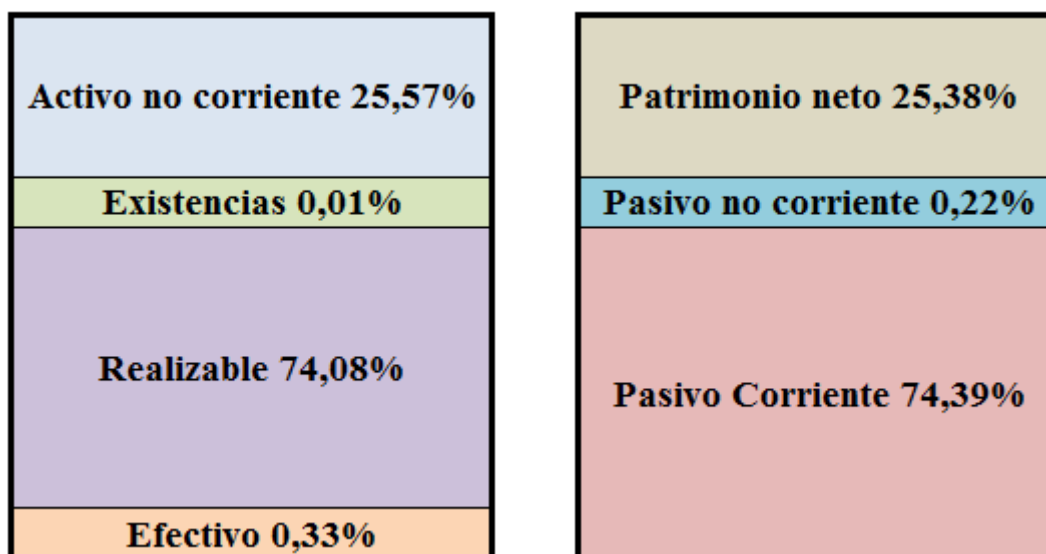 Activo no corriente 25,57%
Existencias 0,01%
Realizable 74,08%
Efectivo 0,33%
Patrimonio neto 25,38%
Pasivo no corriente 0,22%
Pasivo Corriente 74,39%